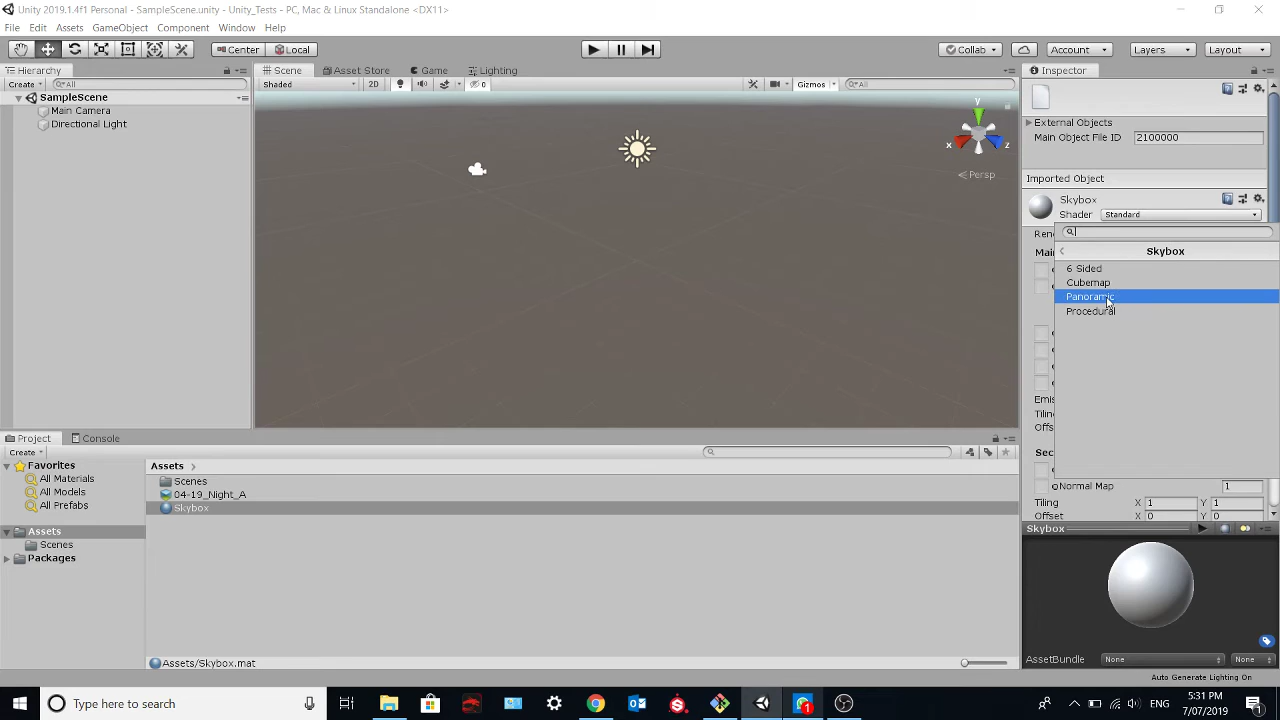 Unity 2019.1.4f1 Personal - SampleScene.unity - Unity_Tests - PC, Mac & Linux Standalone <DX11>
File Edit Assets GameObject Component Window Help
Center Local Collab Account Layers Layout
Hierarchy Scene Asset Store Game Lighting Inspector
Create All Shaded 2D 0 Gizmos All
SampleScene
Main Camera
Directional Light
y
x z
Persp
External Objects
Main Object File ID 2100000
Imported Object
Skybox
Shader Standard
Skybox
6 Sided
Cubemap
Panoramic
Procedural
Normal Map 1
Tiling X 1 Y 1
Offset X 0 Y 0
Project Console
Create
Favorites
All Materials
All Models
All Prefabs
Assets
Scenes
Packages
Assets
Scenes
04-19_Night_A
Skybox
Assets/Skybox.mat
Skybox
AssetBundle None None
Auto Generate Lighting On
Type here to search
1
ENG
5:31 PM
7/07/2019